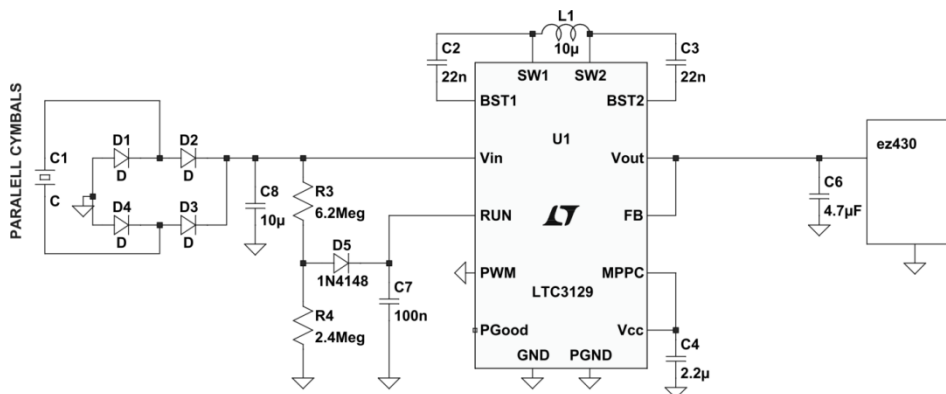 PARALELL CYMBALS
C1
C
D1
D
D2
D
D4
D
D3
D
C8
10µ
R3
6.2Meg
R4
2.4Meg
D5
1N4148
C7
100n
C2
22n
L1
10µ
C3
22n
SW1
SW2
BST1
BST2
U1
Vin
Vout
RUN
FB
PWM
MPPC
LTC3129
PGood
Vcc
GND
PGND
C4
2.2µ
C6
4.7µF
ez430